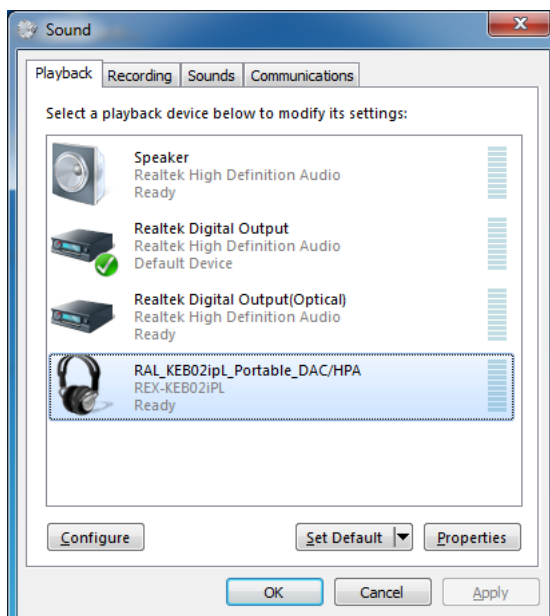 Sound
Playback Recording Sounds Communications
Select a playback device below to modify its settings:
Speaker
Realtek High Definition Audio
Ready
Realtek Digital Output
Realtek High Definition Audio
Default Device
Realtek Digital Output(Optical)
Realtek High Definition Audio
Ready
RAL_KEB02ipL_Portable_DAC/HPA
REX-KEB02iPL
Ready
Configure Set Default Properties
OK Cancel Apply